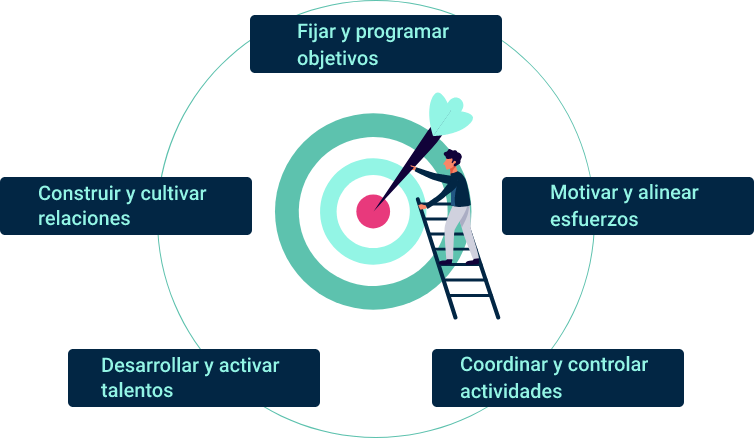 Fijar y programar
objetivos
Construir y cultivar
relaciones
Motivar y alinear
esfuerzos
Desarrollar y activar
talentos
Coordinar y controlar
actividades